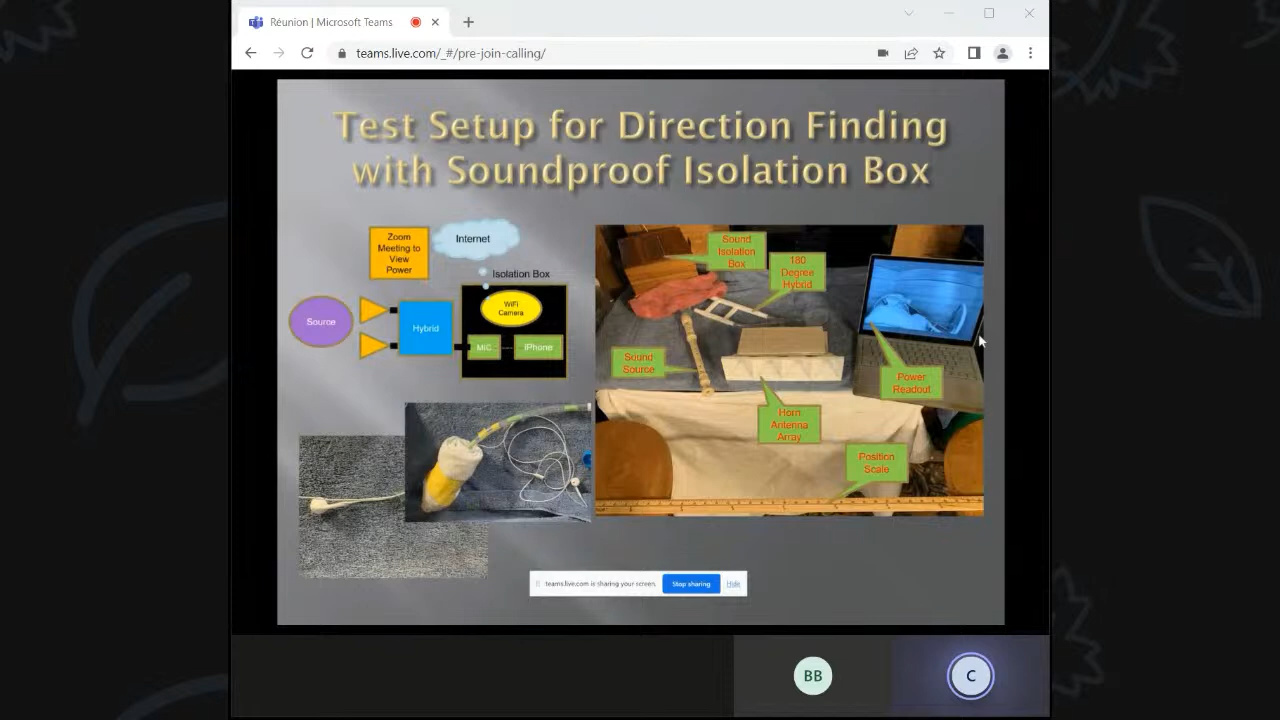 Réunion | Microsoft Teams
teams.live.com/_#/pre-join-calling/
Test Setup for Direction Finding
with Soundproof Isolation Box
Zoom
Meeting to
View
Power
Internet
Isolation Box
WiFi
Camera
Source
Hybrid
MIC
iPhone
Sound
Isolation
Box
180
Degree
Hybrid
Sound
Source
Power
Readout
Horn
Antenna
Array
Position
Scale
teams.live.com is sharing your screen.
Stop sharing
Hide
BB
C